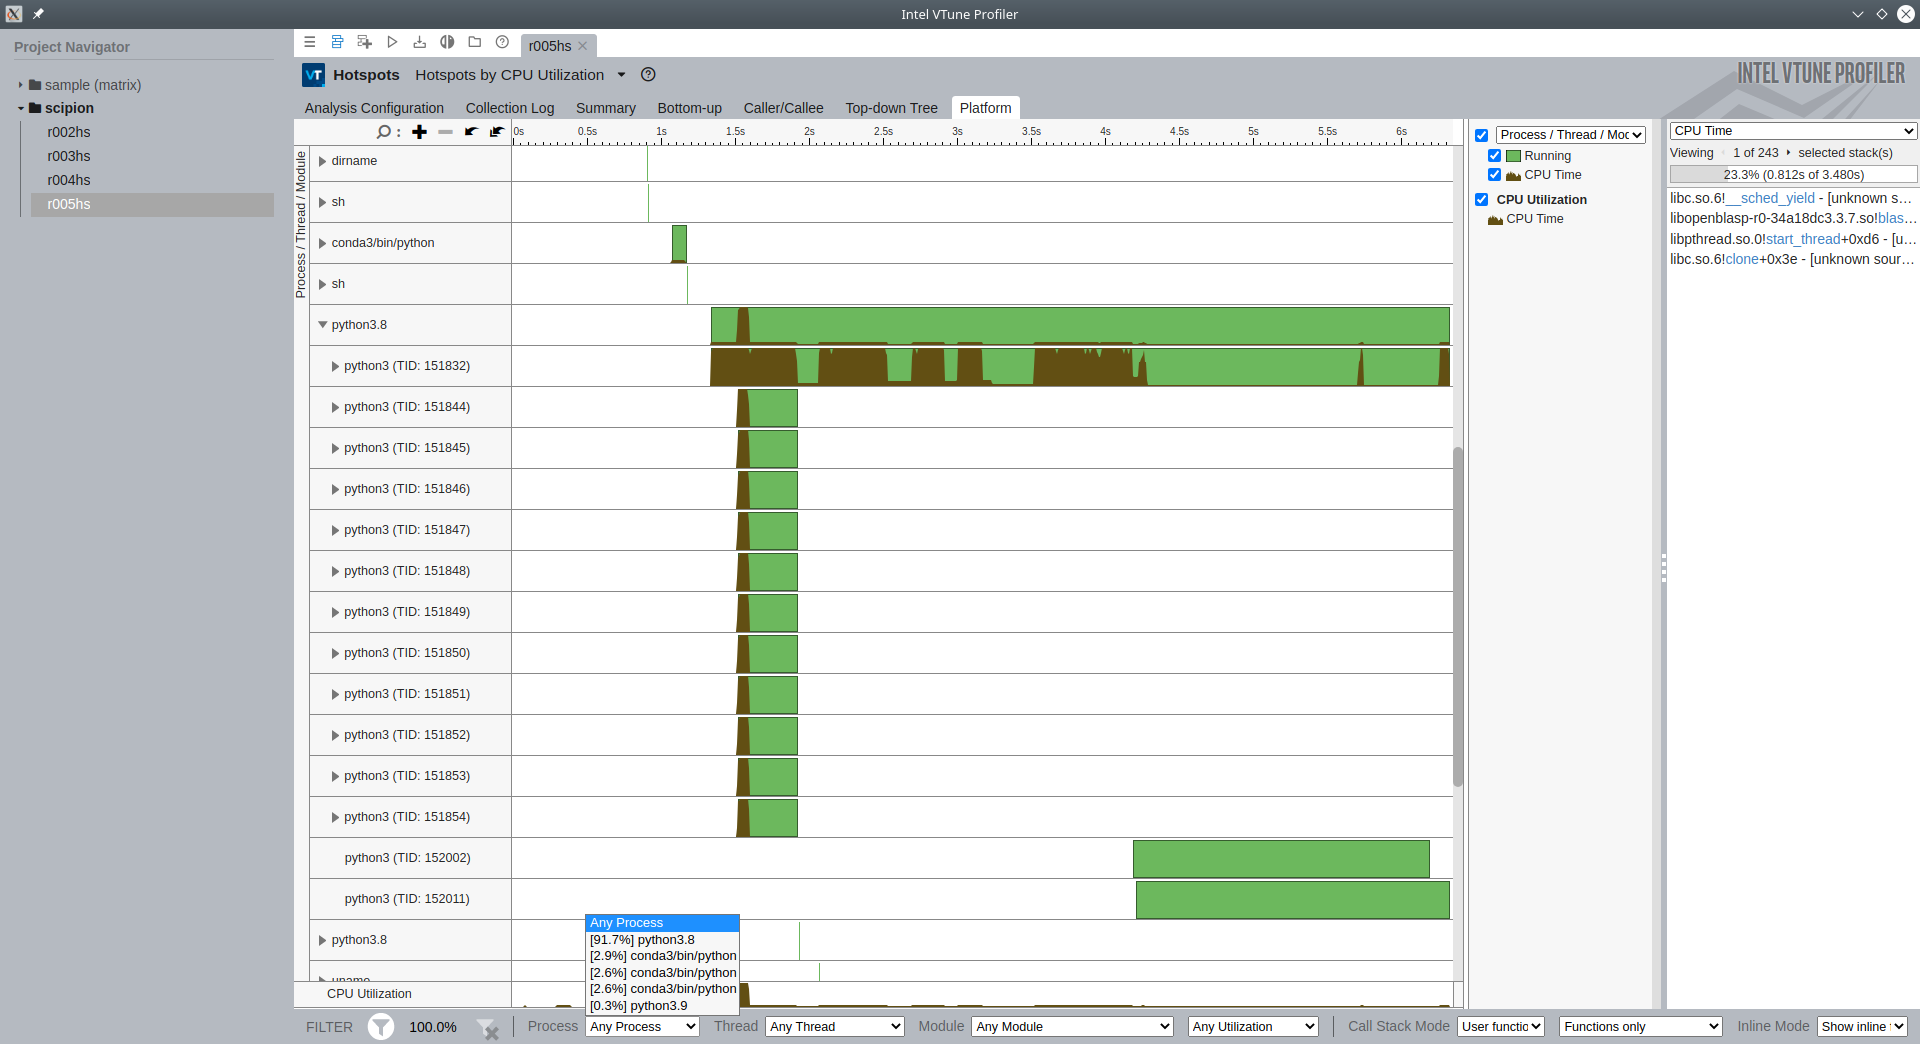 Intel VTune Profiler
Project Navigator
sample (matrix)
scipion
r002hs
r003hs
r004hs
r005hs
r005hs
Hotspots Hotspots by CPU Utilization
INTEL VTUNE PROFILER
Analysis Configuration Collection Log Summary Bottom-up Caller/Callee Top-down Tree Platform
0s 0.5s 1s 1.5s 2s 2.5s 3s 3.5s 4s 4.5s 5s 5.5s 6s
Process / Thread / Module
dirname
sh
conda3/bin/python
sh
python3.8
python3 (TID: 151832)
python3 (TID: 151844)
python3 (TID: 151845)
python3 (TID: 151846)
python3 (TID: 151847)
python3 (TID: 151848)
python3 (TID: 151849)
python3 (TID: 151850)
python3 (TID: 151851)
python3 (TID: 151852)
python3 (TID: 151853)
python3 (TID: 151854)
python3 (TID: 152002)
python3 (TID: 152011)
python3.8
uname
CPU Utilization
Process / Thread / Moc
Running
CPU Time
CPU Utilization
CPU Time
CPU Time
Viewing 1 of 243 selected stack(s)
23.3% (0.812s of 3.480s)
libc.so.6!__sched_yield - [unknown s...
libopenblasp-r0-34a18dc3.3.7.so!blas...
libpthread.so.0!start_thread+0xd6 - [u...
libc.so.6!clone+0x3e - [unknown sour...
Any Process
[91.7%] python3.8
[2.9%] conda3/bin/python
[2.6%] conda3/bin/python
[2.6%] conda3/bin/python
[0.3%] python3.9
FILTER 100.0% Process Any Process Thread Any Thread Module Any Module Any Utilization Call Stack Mode User functio Functions only Inline Mode Show inline